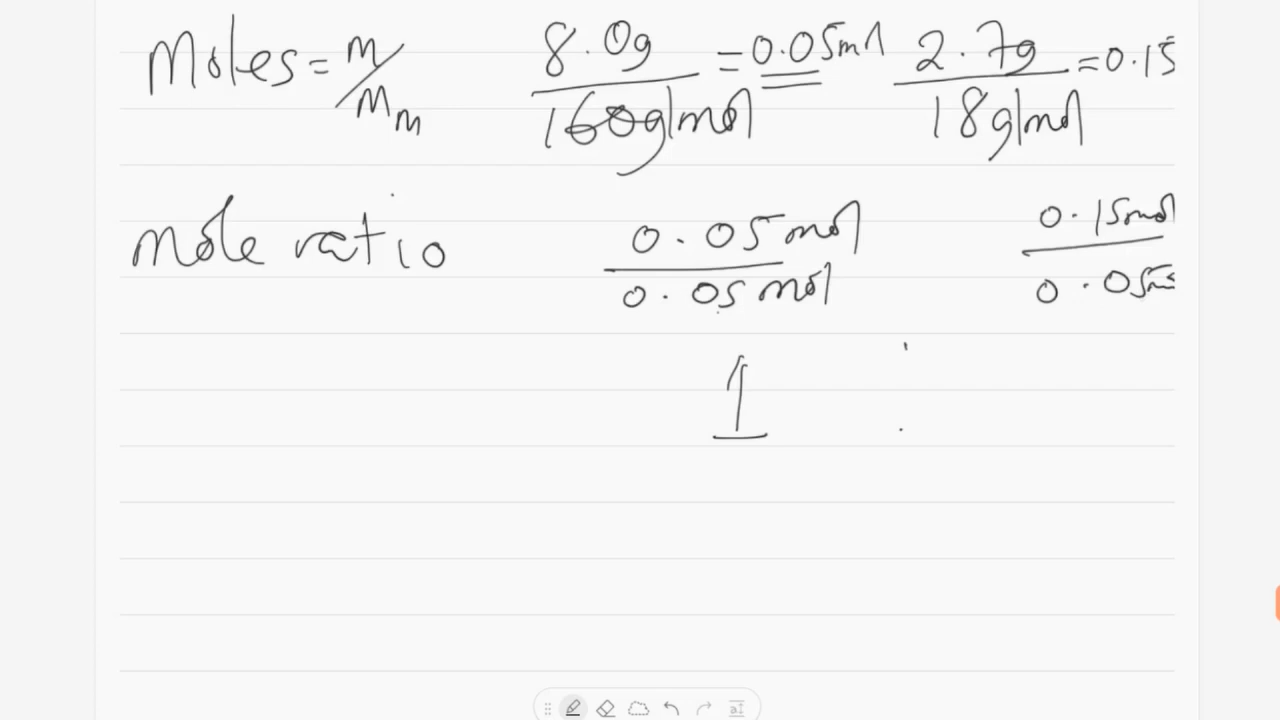 Moles = m/Mm 8.0g/160g/mol = 0.05mol 2.7g/18g/mol = 0.15
mole ratio 0.05mol/0.05mol 0.15mol/0.05m
1 :